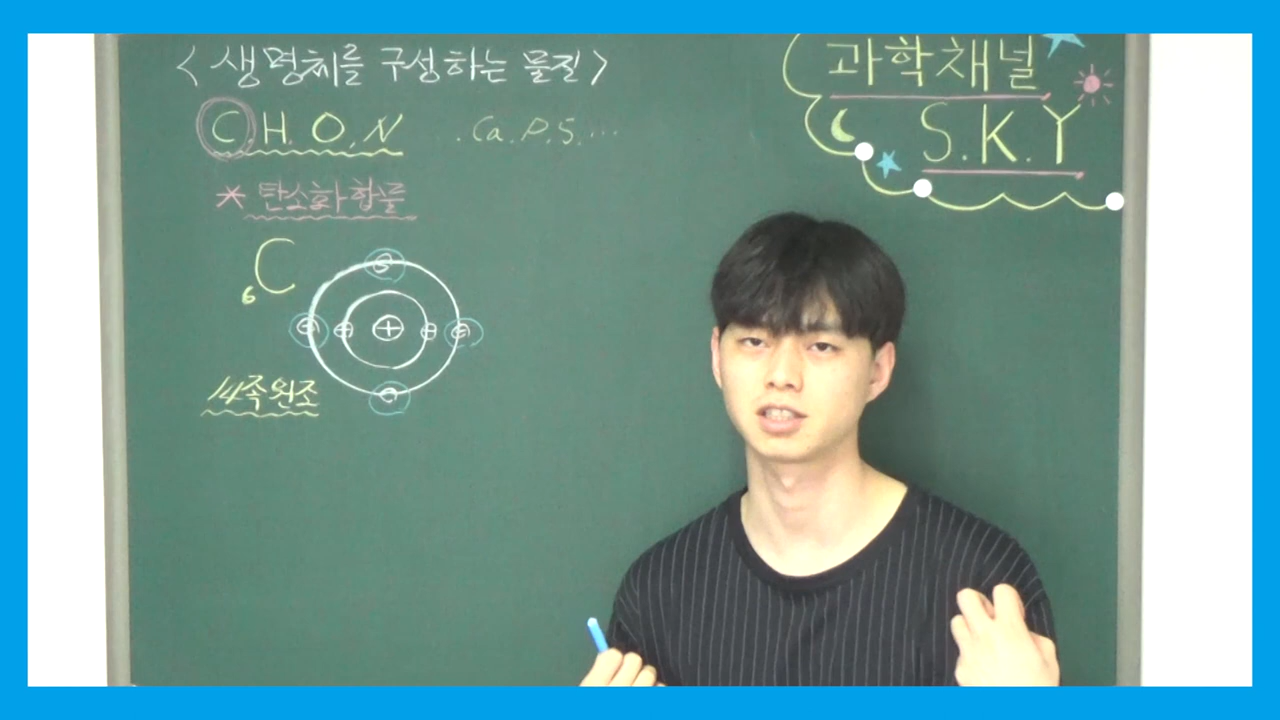 <생명체를 구성하는 물질>
C.H.O.N .Ca.P.S....
* 탄소화합물
₆C
14족 원소
과학채널
S.K.Y